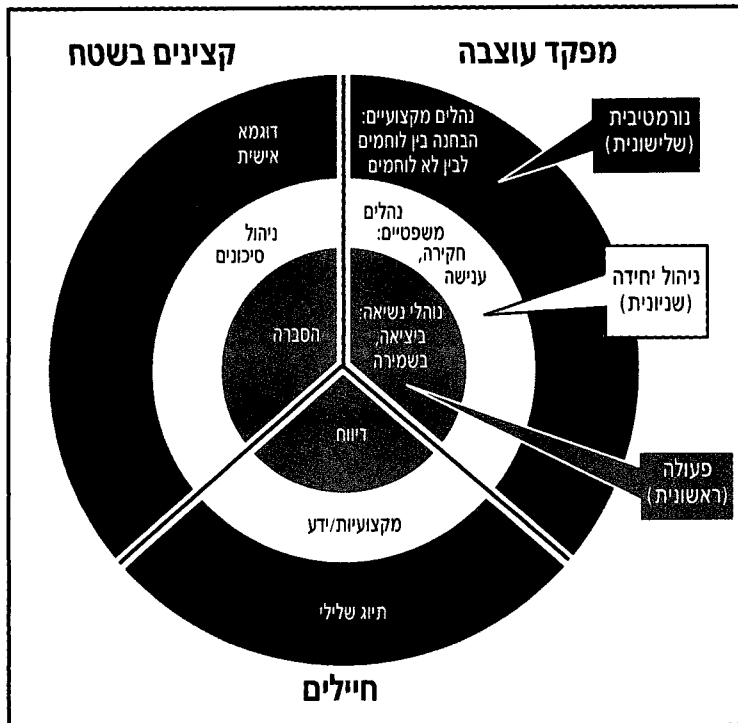 מפקד עוצבה
קצינים בשטח
נהלים מקצועיים:
הבחנה בין לוחמים
לבין לא לוחמים
נורמטיבית
(שלישונית)
דוגמא
אישית
נהלים
משפטיים:
חקירה,
ענישה
ניהול
סיכונים
ניהול יחידה
(שניונית)
נוהלי נשיאה:
ביציאה,
בשמירה
הסברה
דיווח
פעולה
(ראשונית)
מקצועיות/ידע
תיוג שלילי
חיילים